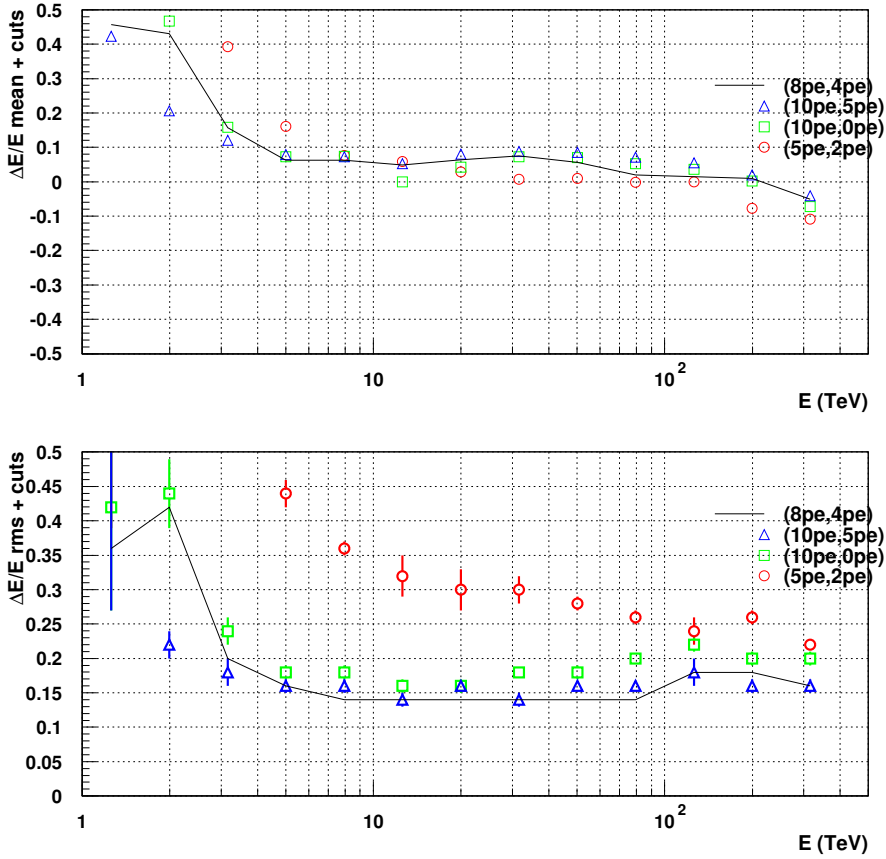 ΔE/E mean + cuts
0.5
0.4
0.3
0.2
0.1
0
-0.1
-0.2
-0.3
-0.4
-0.5
(8pe,4pe)
(10pe,5pe)
(10pe,0pe)
(5pe,2pe)
1 10 10²
E (TeV)
ΔE/E rms + cuts
0.5
0.45
0.4
0.35
0.3
0.25
0.2
0.15
0.1
0.05
0
(8pe,4pe)
(10pe,5pe)
(10pe,0pe)
(5pe,2pe)
1 10 10²
E (TeV)